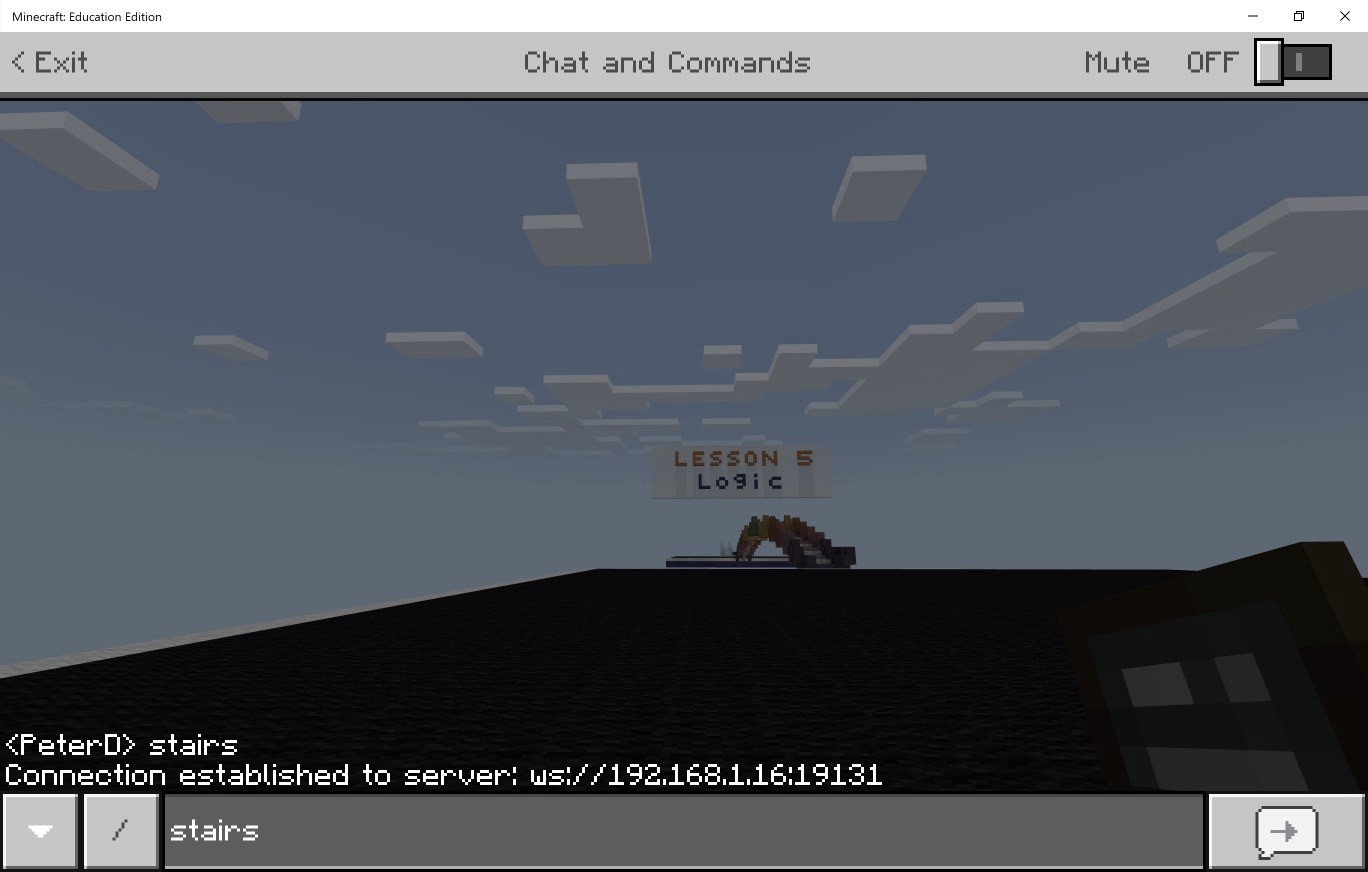 Minecraft: Education Edition
< Exit
Chat and Commands
Mute OFF
LESSON 5
Logic
<PeterD> stairs
Connection established to server: ws://192.168.1.16:19131
/
stairs